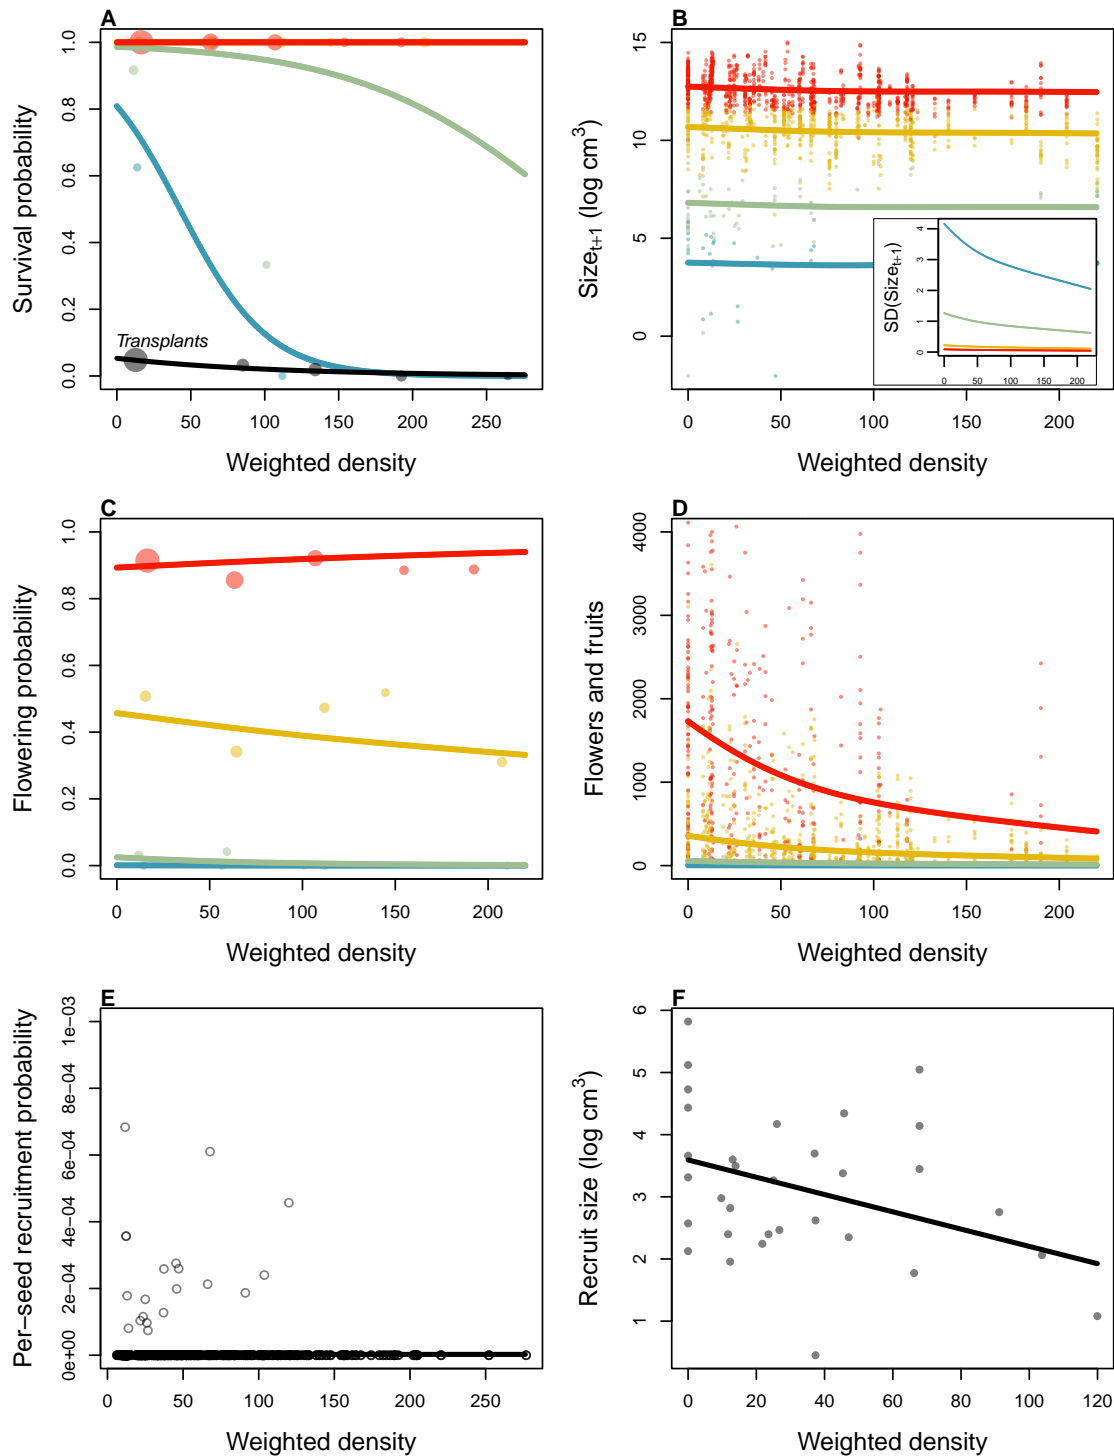 A
Survival probability
1.0
0.8
0.6
0.4
0.2
0.0
Transplants
0 50 100 150 200 250
Weighted density
B
Size t+1 (log cm3)
15
10
5
0
SD(Size t+1)
4
3
2
1
0
0 50 100 150 200
0 50 100 150 200
Weighted density
C
Flowering probability
1.0
0.8
0.6
0.4
0.2
0.0
0 50 100 150 200
Weighted density
D
Flowers and fruits
4000
3000
2000
1000
0
0 50 100 150 200
Weighted density
E
Per−seed recruitment probability
1e−03
8e−04
6e−04
4e−04
2e−04
0e+00
0 50 100 150 200 250
Weighted density
F
Recruit size (log cm3)
6
5
4
3
2
1
0 20 40 60 80 100 120
Weighted density